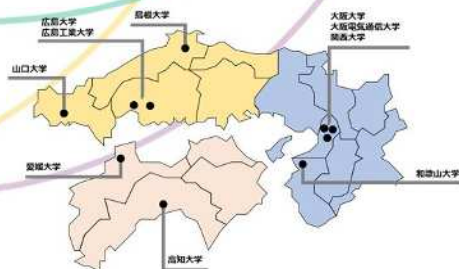 島根大学
広島大学
広島工業大学
山口大学
大阪大学
大阪電気通信大学
関西大学
愛媛大学
和歌山大学
高知大学